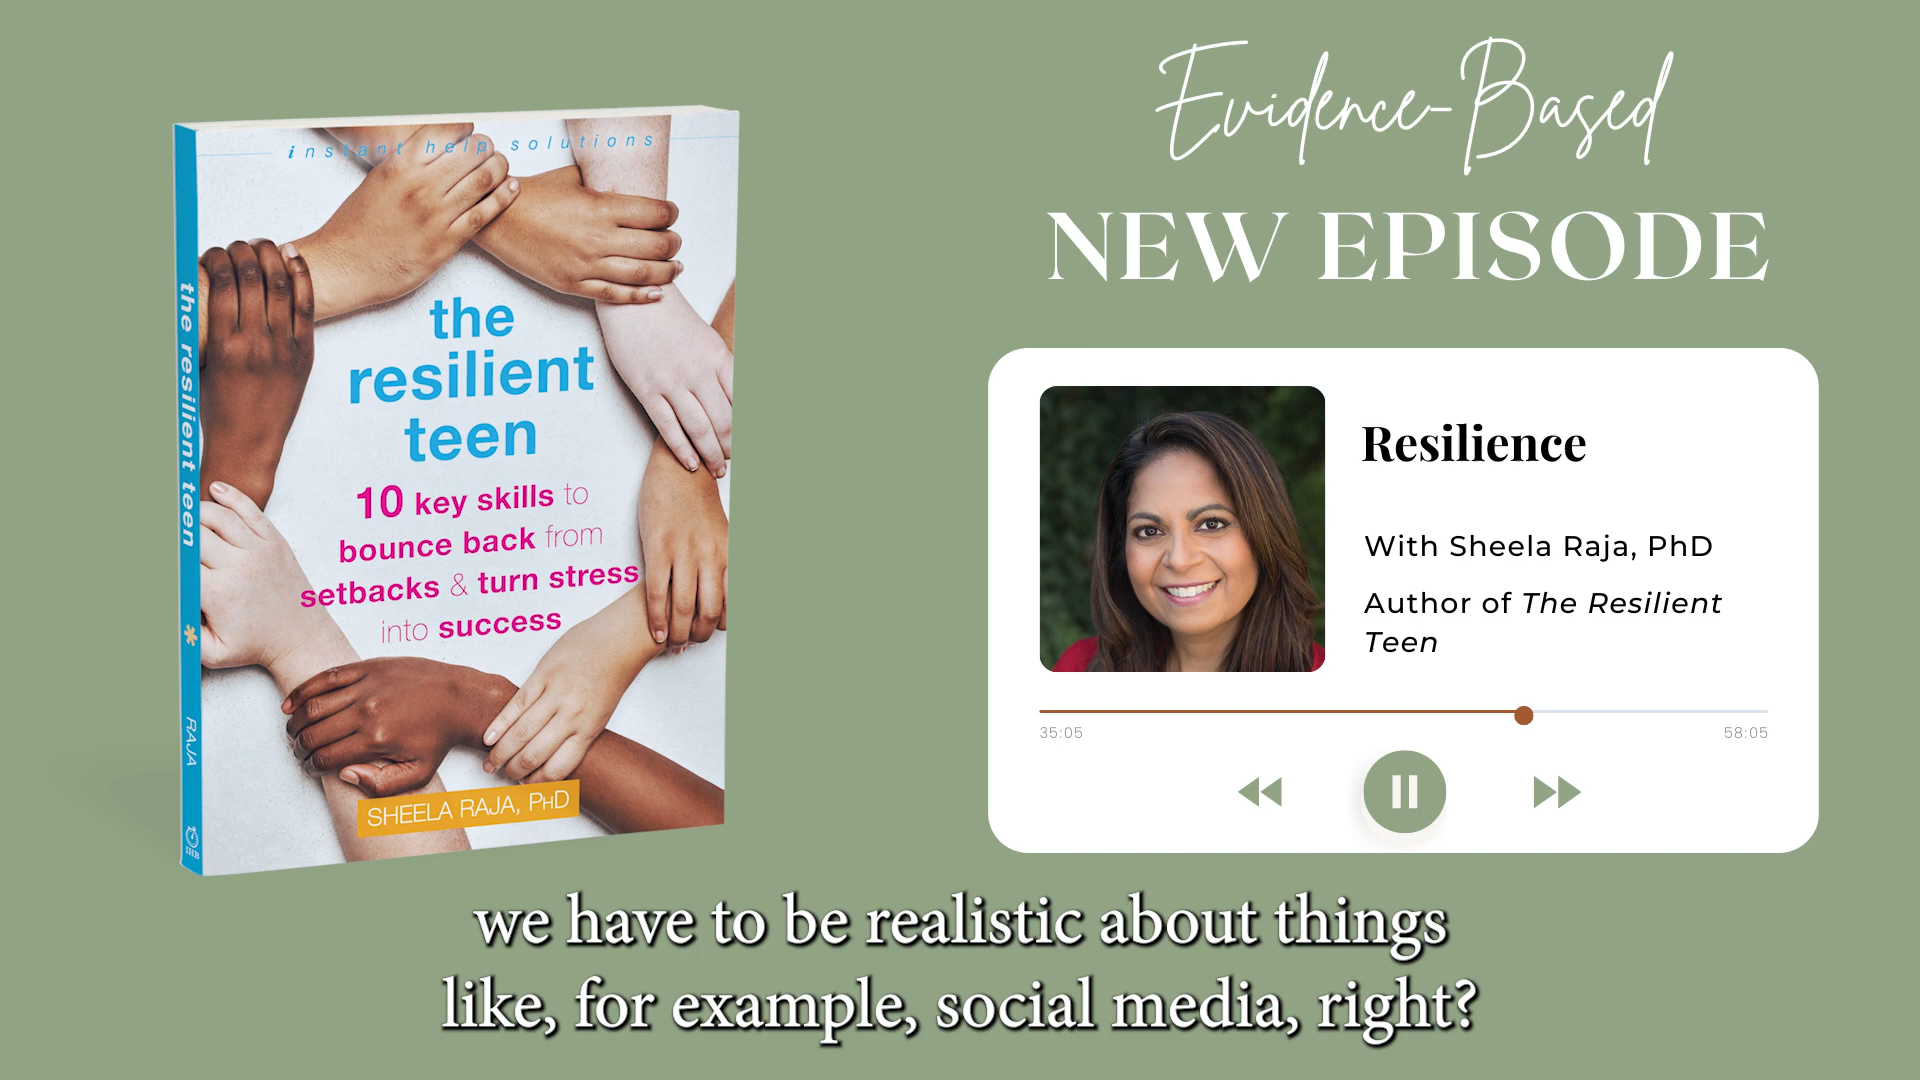 instant help solutions
the
resilient
teen
10 key skills to
bounce back from
setbacks & turn stress
into success
SHEELA RAJA, PhD
the resilient teen
RAJA
IHB
Evidence-Based
NEW EPISODE
Resilience
With Sheela Raja, PhD
Author of The Resilient
Teen
35:05
58:05
we have to be realistic about things
like, for example, social media, right?